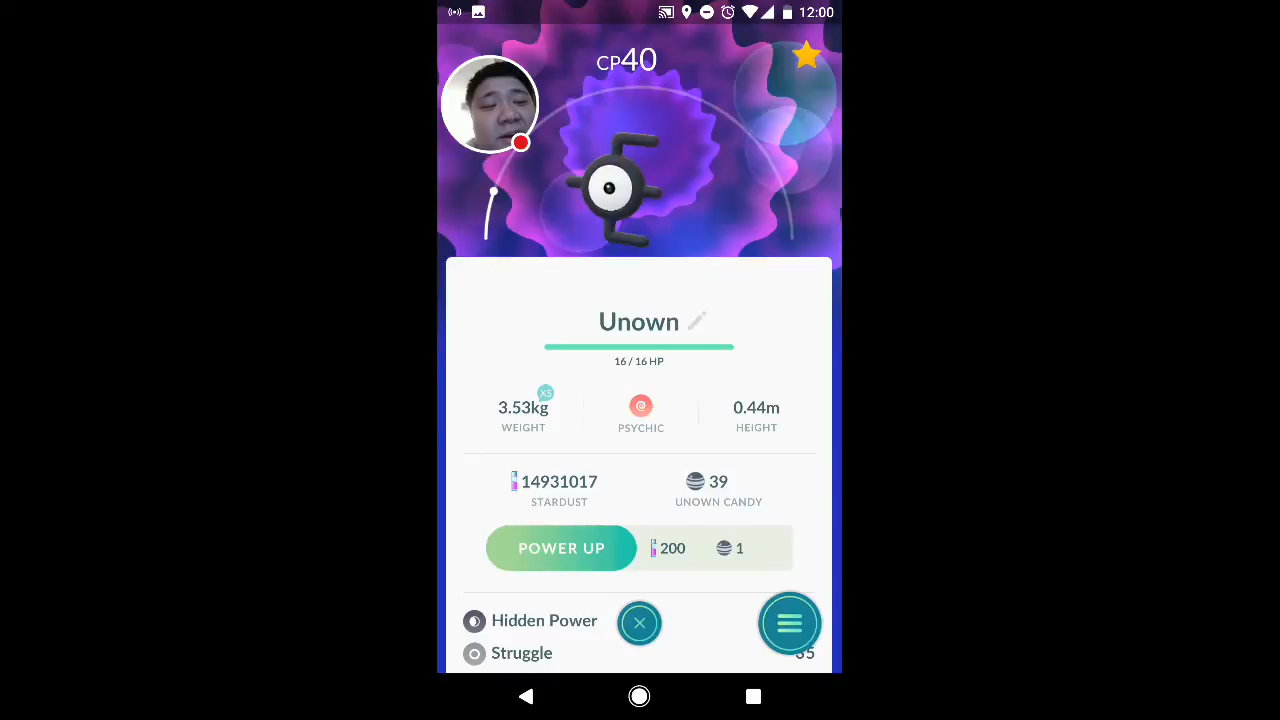 12:00
CP40
Unown
16 / 16 HP
XS
3.53kg
WEIGHT
PSYCHIC
0.44m
HEIGHT
14931017
STARDUST
39
UNOWN CANDY
POWER UP
200
1
Hidden Power
Struggle
35